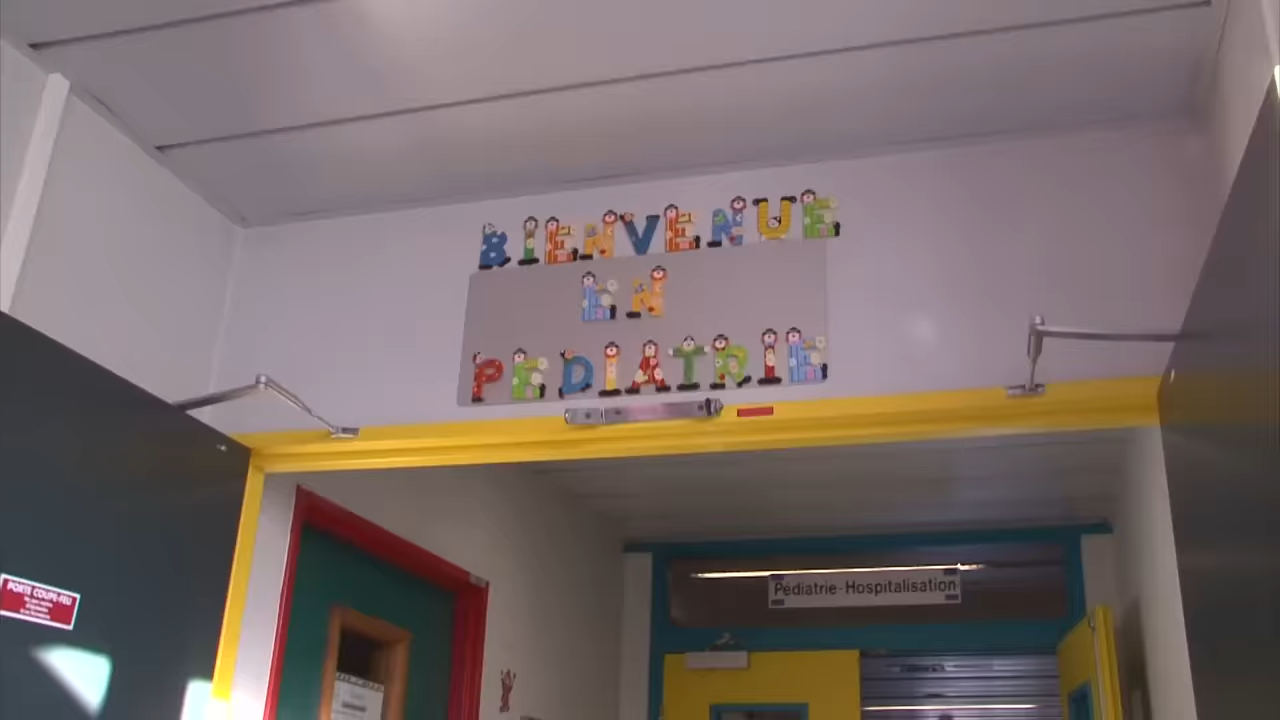 BIENVENUE
EN
PEDIATRIE
Pédiatrie-Hospitalisation
PORTE COUPE-FEU